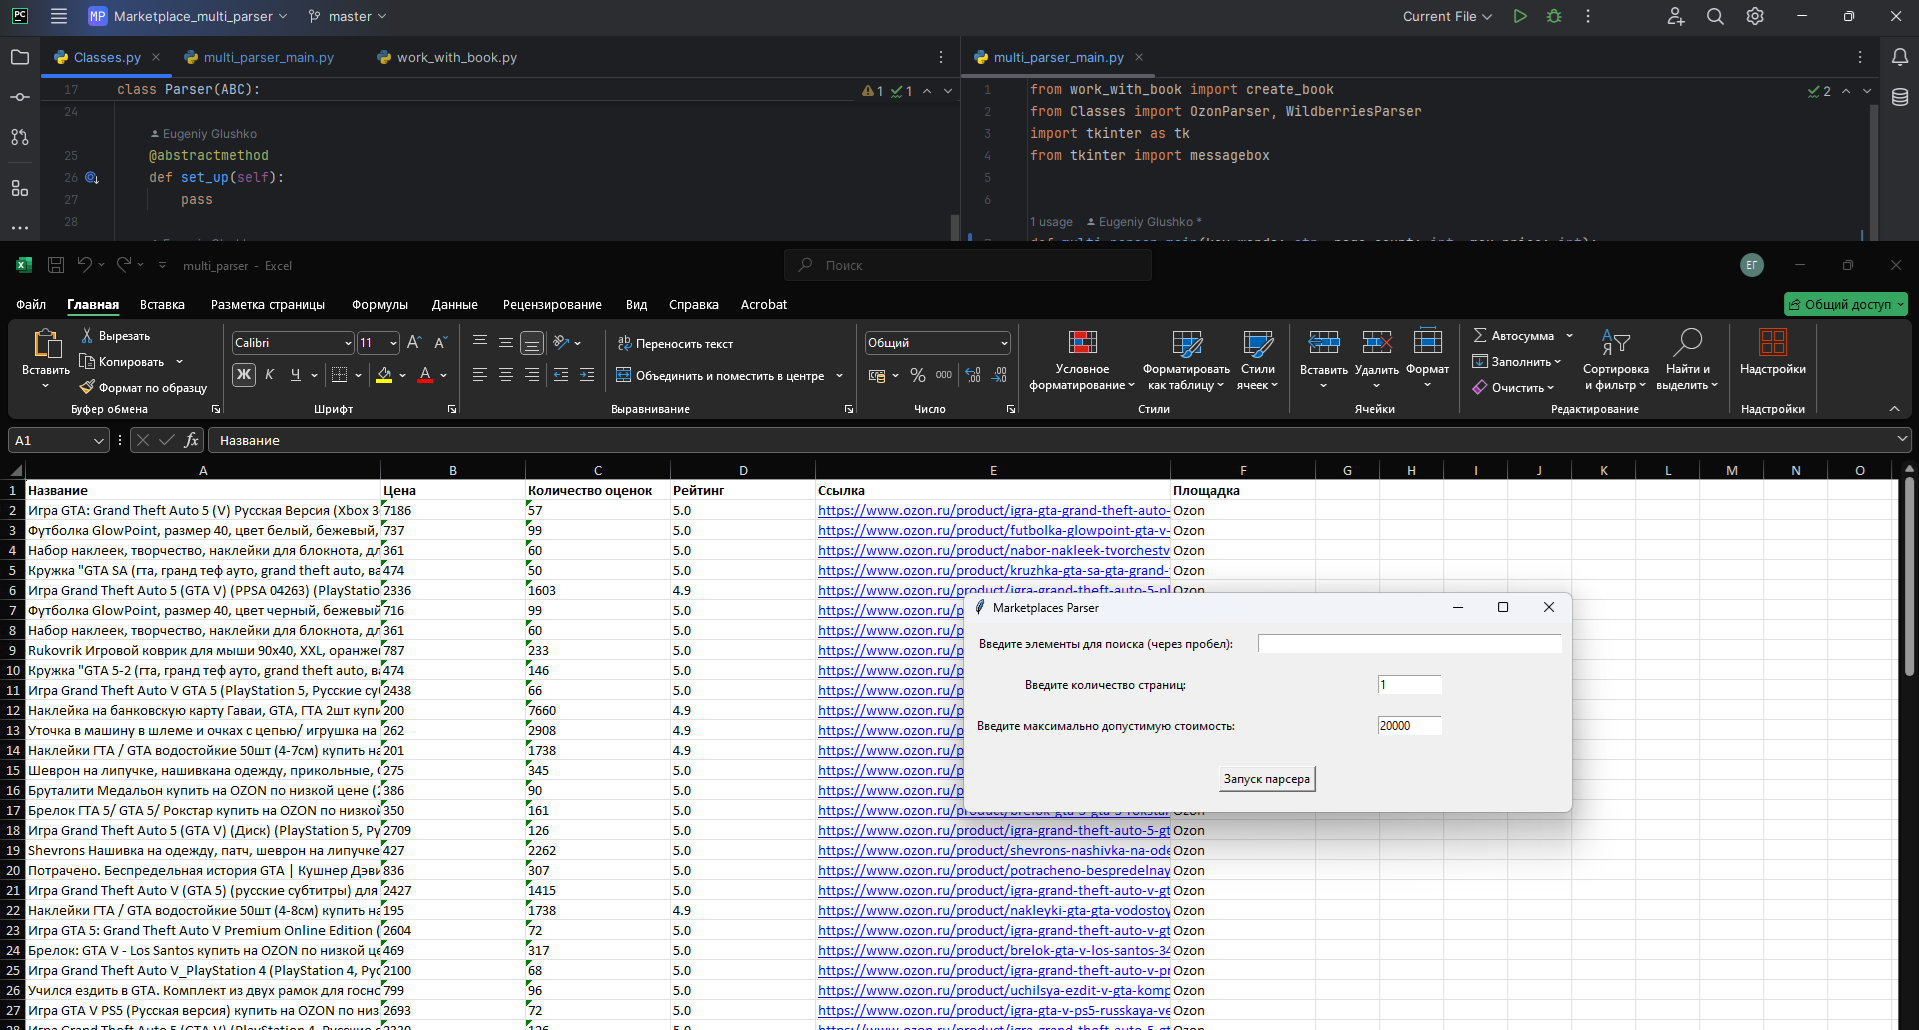 PC MP Marketplace_multi_parser master Current File
Classes.py multi_parser_main.py work_with_book.py
17 class Parser(ABC): 1 1
24
Eugeniy Glushko
25 @abstractmethod
26 def set_up(self):
27 pass
28
multi_parser_main.py
1 from work_with_book import create_book 2
2 from Classes import OzonParser, WildberriesParser
3 import tkinter as tk
4 from tkinter import messagebox
5
6
1 usage Eugeniy Glushko *
multi_parser - Excel Поиск ЕГ
Файл Главная Вставка Разметка страницы Формулы Данные Рецензирование Вид Справка Acrobat Общий доступ
Вставить
Вырезать
Копировать
Формат по образцу
Буфер обмена
Calibri 11
Ж К Ч
Шрифт
Переносить текст
Объединить и поместить в центре
Выравнивание
Общий
% 000
Число
Условное форматирование
Форматировать как таблицу
Стили ячеек
Стили
Вставить Удалить Формат
Ячейки
Автосумма
Заполнить
Очистить
Сортировка и фильтр
Найти и выделить
Редактирование
Надстройки
Надстройки
A1 fx Название
A B C D E F G H I J K L M N O
1 Название Цена Количество оценок Рейтинг Ссылка Площадка
2 Игра GTA: Grand Theft Auto 5 (V) Русская Версия (Xbox 3 7186 57 5.0 https://www.ozon.ru/product/igra-gta-grand-theft-auto- Ozon
3 Футболка GlowPoint, размер 40, цвет белый, бежевый, 737 99 5.0 https://www.ozon.ru/product/futbolka-glowpoint-gta-v- Ozon
4 Набор наклеек, творчество, наклейки для блокнота, дл 361 60 5.0 https://www.ozon.ru/product/nabor-nakleek-tvorchestv Ozon
5 Кружка "GTA SA (гта, гранд теф ауто, grand theft auto, ва 474 50 5.0 https://www.ozon.ru/product/kruzhka-gta-sa-gta-grand- Ozon
6 Игра Grand Theft Auto 5 (GTA V) (PPSA 04263) (PlayStatio 2336 1603 4.9 https://www.ozon.ru/product/igra-grand-theft-auto-5-pl Ozon
7 Футболка GlowPoint, размер 40, цвет черный, бежевый 716 99 5.0 https://www.ozon.ru/p
8 Набор наклеек, творчество, наклейки для блокнота, дл 361 60 5.0 https://www.ozon.ru/p
9 Rukovrik Игровой коврик для мыши 90х40, XXL, оранже 787 233 5.0 https://www.ozon.ru/p
10 Кружка "GTA 5-2 (гта, гранд теф ауто, grand theft auto, ва 474 146 5.0 https://www.ozon.ru/p
11 Игра Grand Theft Auto V GTA 5 (PlayStation 5, Русские су 2438 66 5.0 https://www.ozon.ru/p
12 Наклейка на банковскую карту Гаваи, GTA, ГТА 2шт купи 200 7660 4.9 https://www.ozon.ru/p
13 Уточка в машину в шлеме и очках с цепью/ игрушка на 262 2908 4.9 https://www.ozon.ru/p
14 Наклейки ГТА / GTA водостойкие 50шт (4-7см) купить на 201 1738 4.9 https://www.ozon.ru/p
15 Шеврон на липучке, нашивкана одежду, прикольные, 275 345 5.0 https://www.ozon.ru/p
16 Бруталити Медальон купить на OZON по низкой цене (2 386 90 5.0 https://www.ozon.ru/p
17 Брелок ГТА 5/ GTA 5/ Рокстар купить на OZON по низкой 350 161 5.0 https://www.ozon.ru/product/brelok-gta-5-gta-5-rokstar Ozon
18 Игра Grand Theft Auto 5 (GTA V) (Диск) (PlayStation 5, Ру 2709 126 5.0 https://www.ozon.ru/product/igra-grand-theft-auto-5-gt Ozon
19 Shevrons Нашивка на одежду, патч, шеврон на липучке 427 2262 5.0 https://www.ozon.ru/product/shevrons-nashivka-na-ode Ozon
20 Потрачено. Беспредельная история GTA | Кушнер Дэви 836 307 5.0 https://www.ozon.ru/product/potracheno-bespredelnay Ozon
21 Игра Grand Theft Auto V (GTA 5) (русские субтитры) для 2427 1415 5.0 https://www.ozon.ru/product/igra-grand-theft-auto-v-gt Ozon
22 Наклейки ГТА / GTA водостойкие 50шт (4-8см) купить на 195 1738 4.9 https://www.ozon.ru/product/nakleyki-gta-gta-vodostoy Ozon
23 Игра GTA 5: Grand Theft Auto V Premium Online Edition ( 2604 72 5.0 https://www.ozon.ru/product/igra-grand-theft-auto-v-gt Ozon
24 Брелок: GTA V - Los Santos купить на OZON по низкой це 469 317 5.0 https://www.ozon.ru/product/brelok-gta-v-los-santos-34 Ozon
25 Игра Grand Theft Auto V_PlayStation 4 (PlayStation 4, Рус 2100 68 5.0 https://www.ozon.ru/product/igra-grand-theft-auto-v-pr Ozon
26 Учился ездить в GTA. Комплект из двух рамок для госно 799 96 5.0 https://www.ozon.ru/product/uchilsya-ezdit-v-gta-komp Ozon
27 Игра GTA V PS5 (Русская версия) купить на OZON по низ 2693 72 5.0 https://www.ozon.ru/product/igra-gta-v-ps5-russkaya-ve Ozon
Marketplaces Parser
Введите элементы для поиска (через пробел):
Введите количество страниц: 1
Введите максимально допустимую стоимость: 20000
Запуск парсера